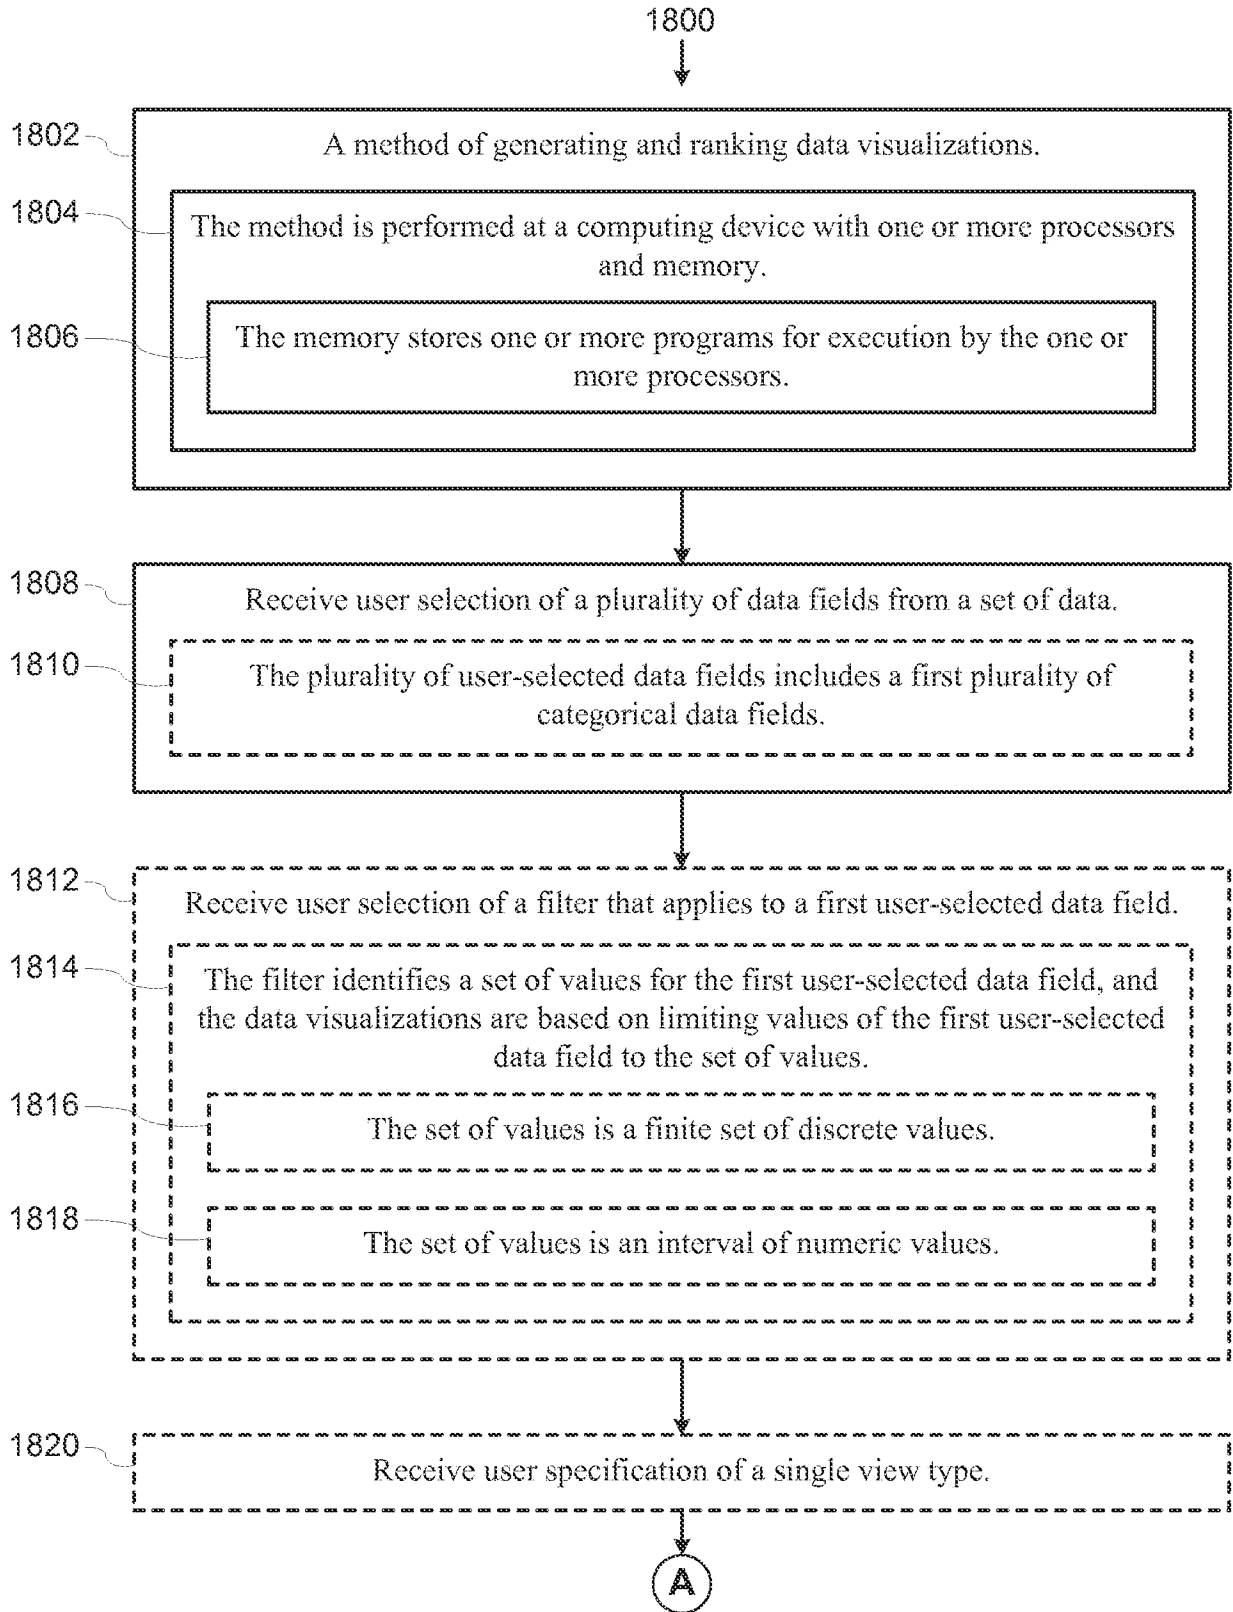 1800
1802
A method of generating and ranking data visualizations.
1804
The method is performed at a computing device with one or more processors
and memory.
1806
The memory stores one or more programs for execution by the one or
more processors.
1808
Receive user selection of a plurality of data fields from a set of data.
1810
The plurality of user-selected data fields includes a first plurality of
categorical data fields.
1812
Receive user selection of a filter that applies to a first user-selected data field.
1814
The filter identifies a set of values for the first user-selected data field, and
the data visualizations are based on limiting values of the first user-selected
data field to the set of values.
1816
The set of values is a finite set of discrete values.
1818
The set of values is an interval of numeric values.
1820
Receive user specification of a single view type.
A